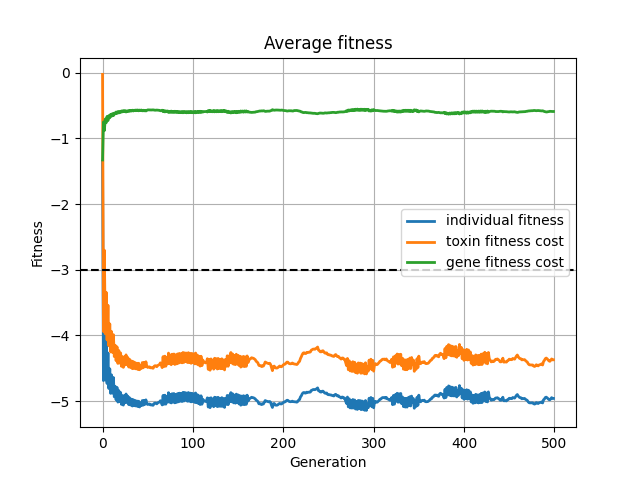 Average fitness
Fitness
0
−1
−2
−3
−4
−5
individual fitness
toxin fitness cost
gene fitness cost
0
100
200
300
400
500
Generation